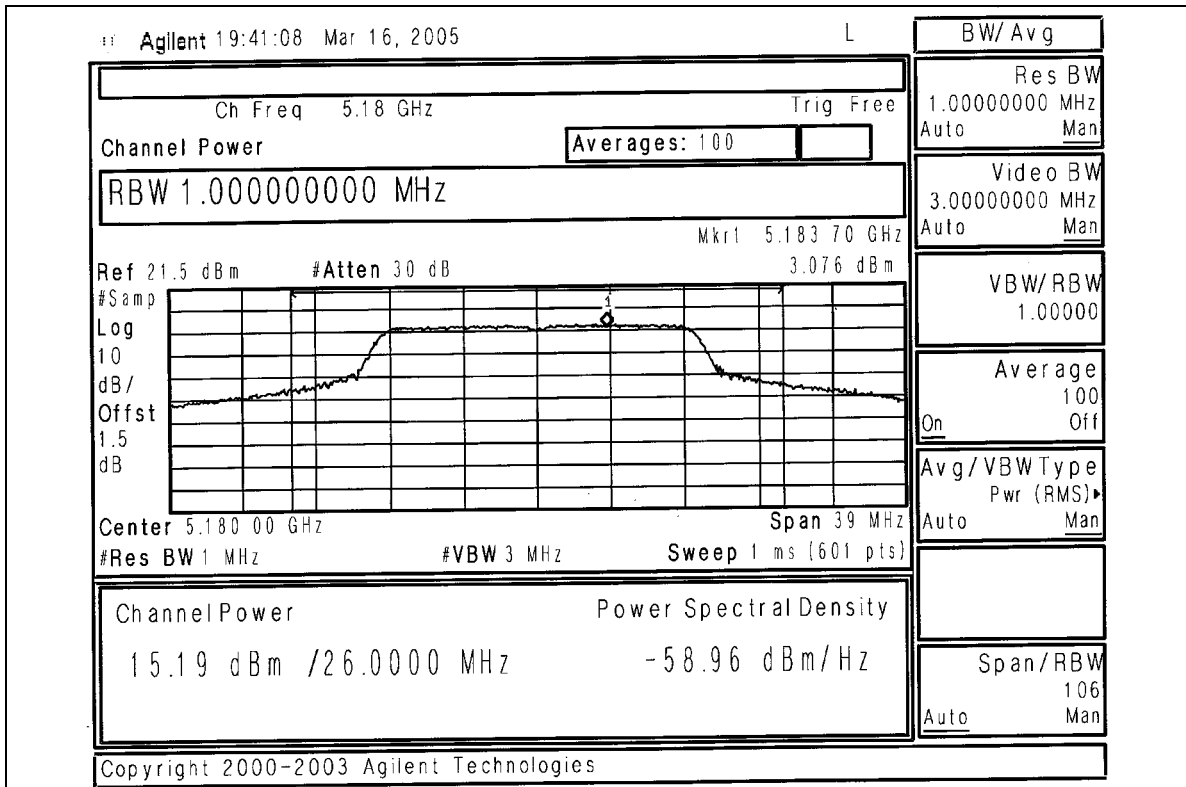 Agilent 19:41:08 Mar 16, 2005 L
Ch Freq 5.18 GHz Trig Free
Channel Power Averages: 100
RBW 1.000000000 MHz
Mkr1 5.183 70 GHz
Ref 21.5 dBm #Atten 30 dB 3.076 dBm
#Samp
Log
10
dB/
Offst
1.5
dB
1
Center 5.180 00 GHz Span 39 MHz
#Res BW 1 MHz #VBW 3 MHz Sweep 1 ms (601 pts)
Channel Power Power Spectral Density
15.19 dBm /26.0000 MHz -58.96 dBm/Hz
Copyright 2000-2003 Agilent Technologies
BW/Avg
Res BW
1.00000000 MHz
Auto Man
Video BW
3.00000000 MHz
Auto Man
VBW/RBW
1.00000
Average
100
On Off
Avg/VBW Type
Pwr (RMS)▸
Auto Man
Span/RBW
106
Auto Man